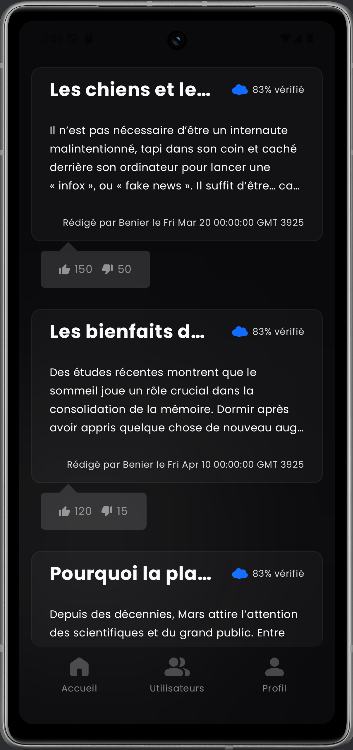 Les chiens et le...
83% vérifié
Il n'est pas nécessaire d'être un internaute
malintentionné, tapi dans son coin et caché
derrière son ordinateur pour lancer une
« infox », ou « fake news ». Il suffit d'être... ca...
Rédigé par Benier le Fri Mar 20 00:00:00 GMT 3925
150 50
Les bienfaits d...
83% vérifié
Des études récentes montrent que le
sommeil joue un rôle crucial dans la
consolidation de la mémoire. Dormir après
avoir appris quelque chose de nouveau aug...
Rédigé par Benier le Fri Apr 10 00:00:00 GMT 3925
120 15
Pourquoi la pla...
83% vérifié
Depuis des décennies, Mars attire l'attention
des scientifiques et du grand public. Entre
Accueil Utilisateurs Profil